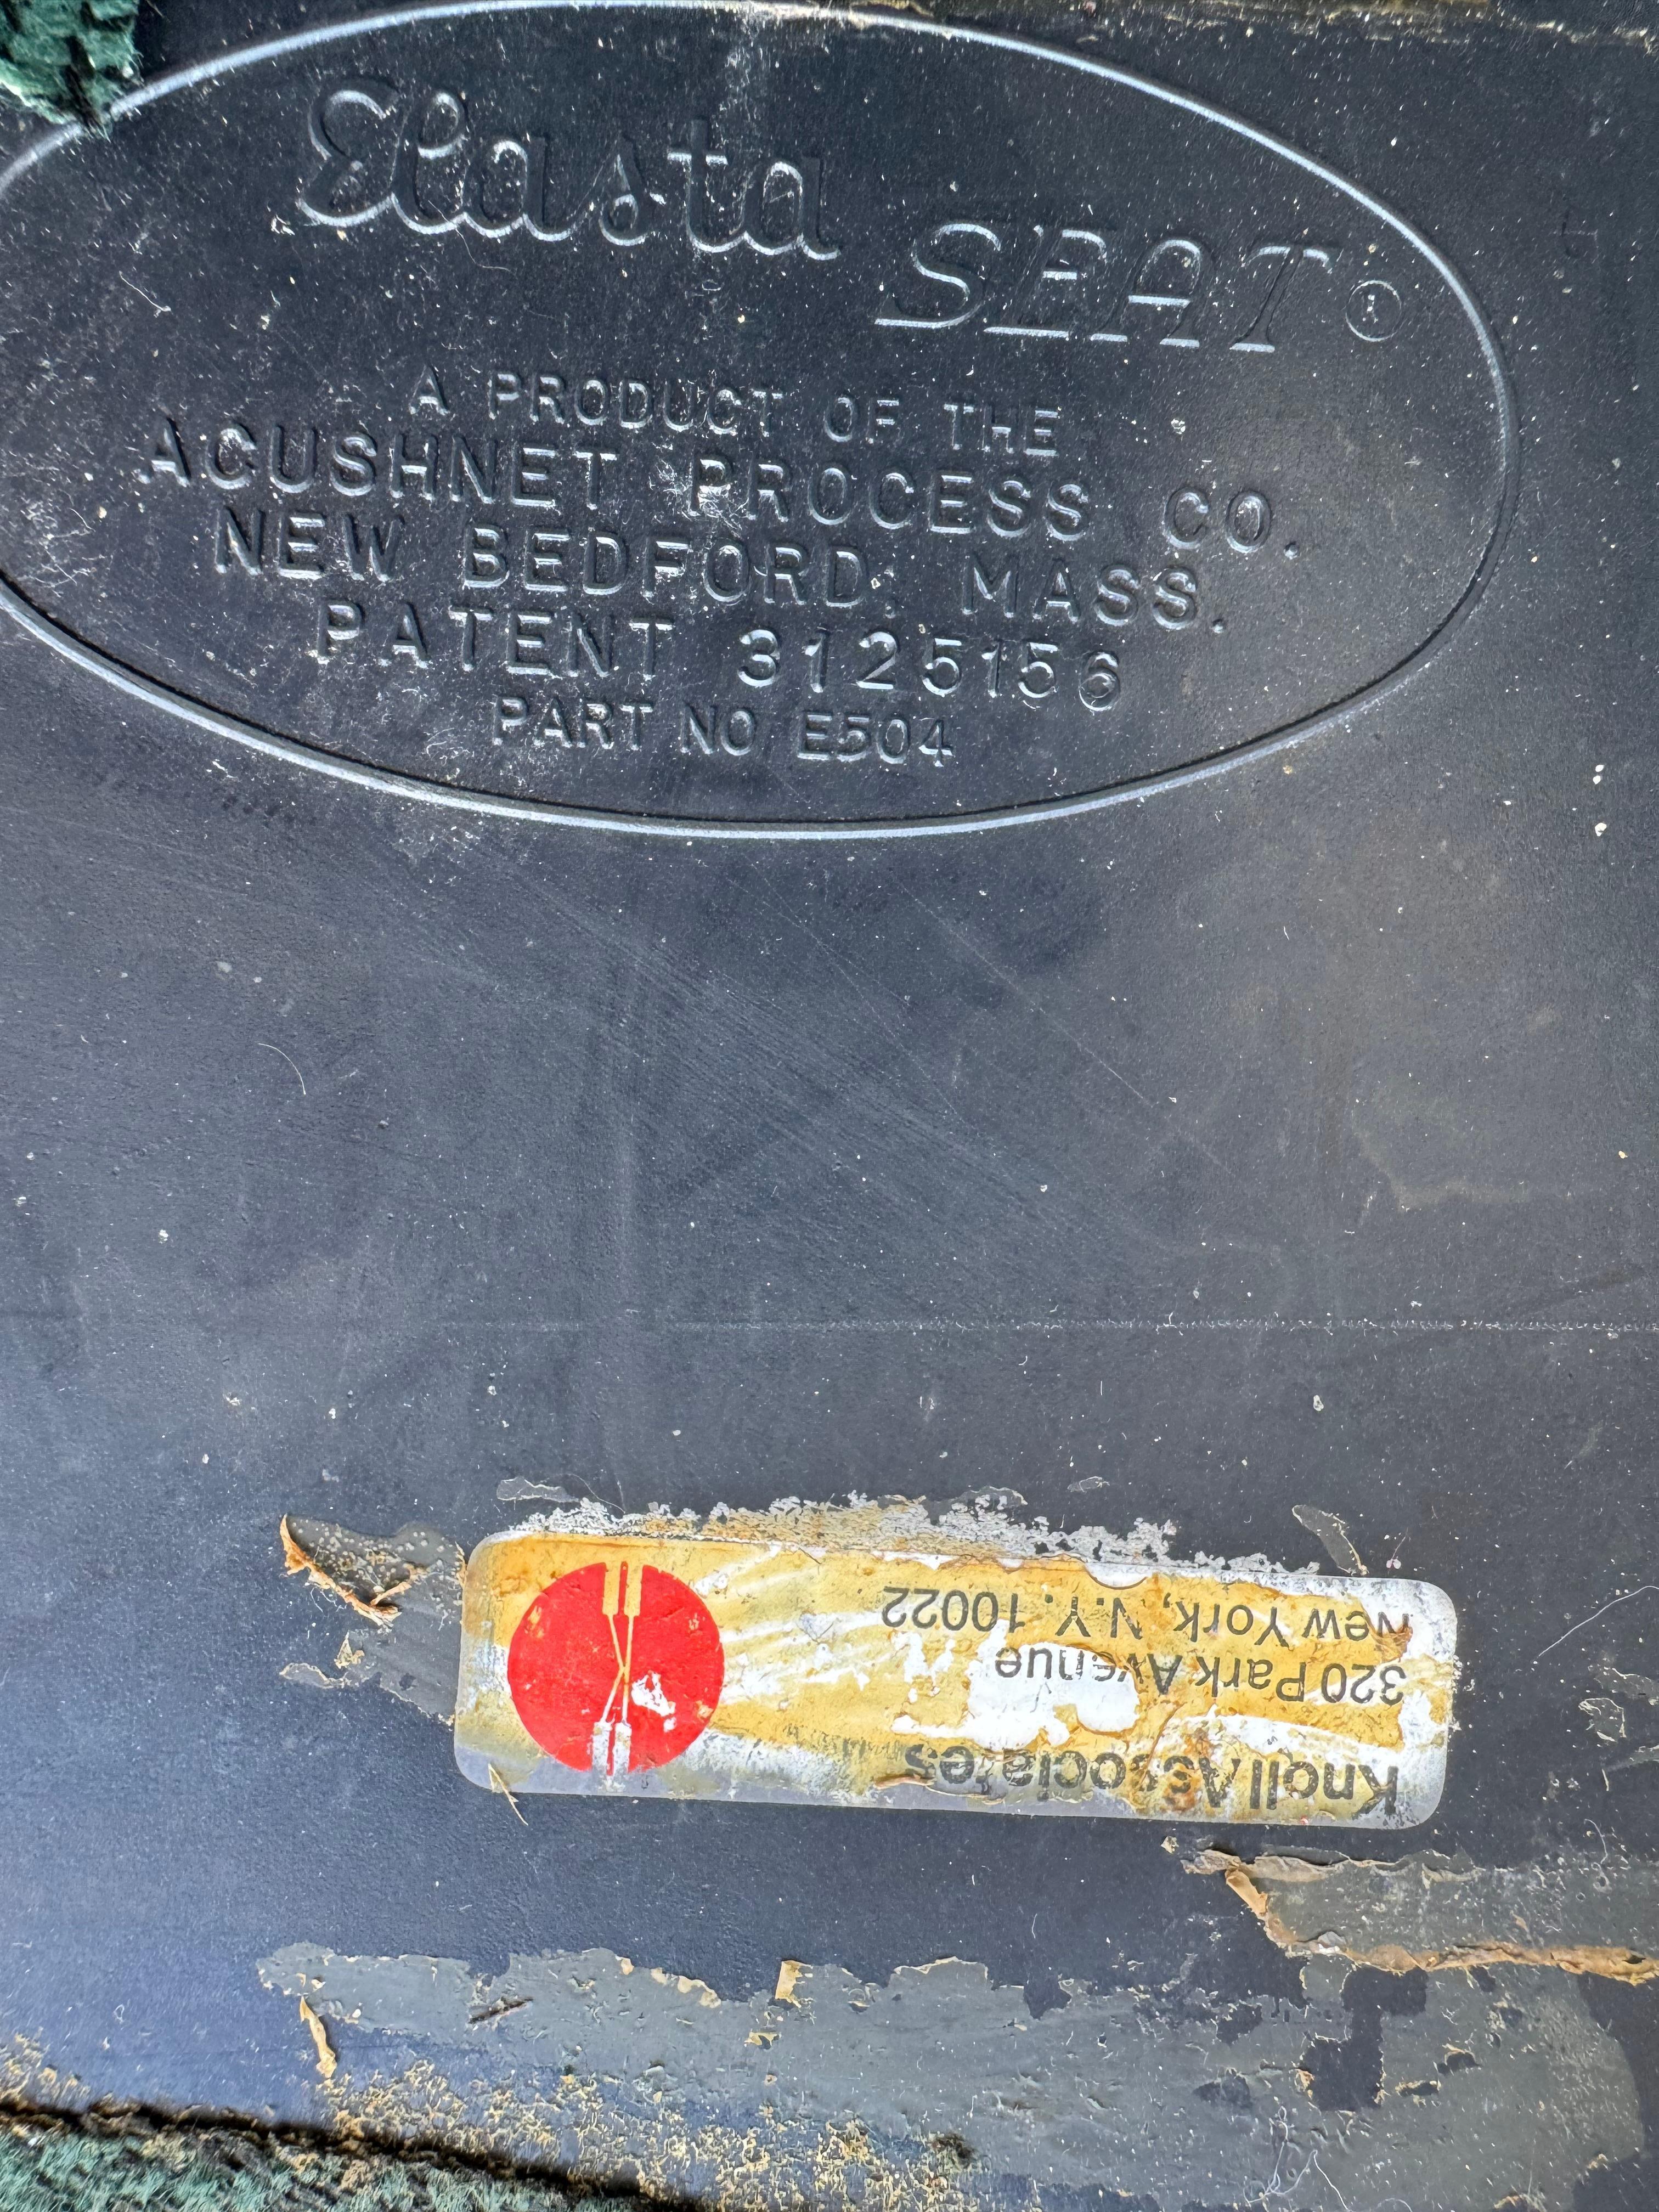 Elasta SEAT®
A PRODUCT OF THE
ACUSHNET PROCESS CO.
NEW BEDFORD, MASS.
PATENT 3125156
PART NO E504
Knoll Associates
320 Park Avenue
New York, N.Y. 10022